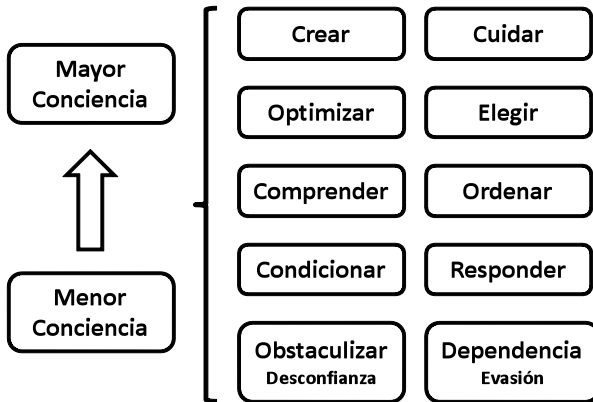 Mayor
Conciencia
Menor
Conciencia
Crear
Cuidar
Optimizar
Elegir
Comprender
Ordenar
Condicionar
Responder
Obstaculizar
Desconfianza
Dependencia
Evasión